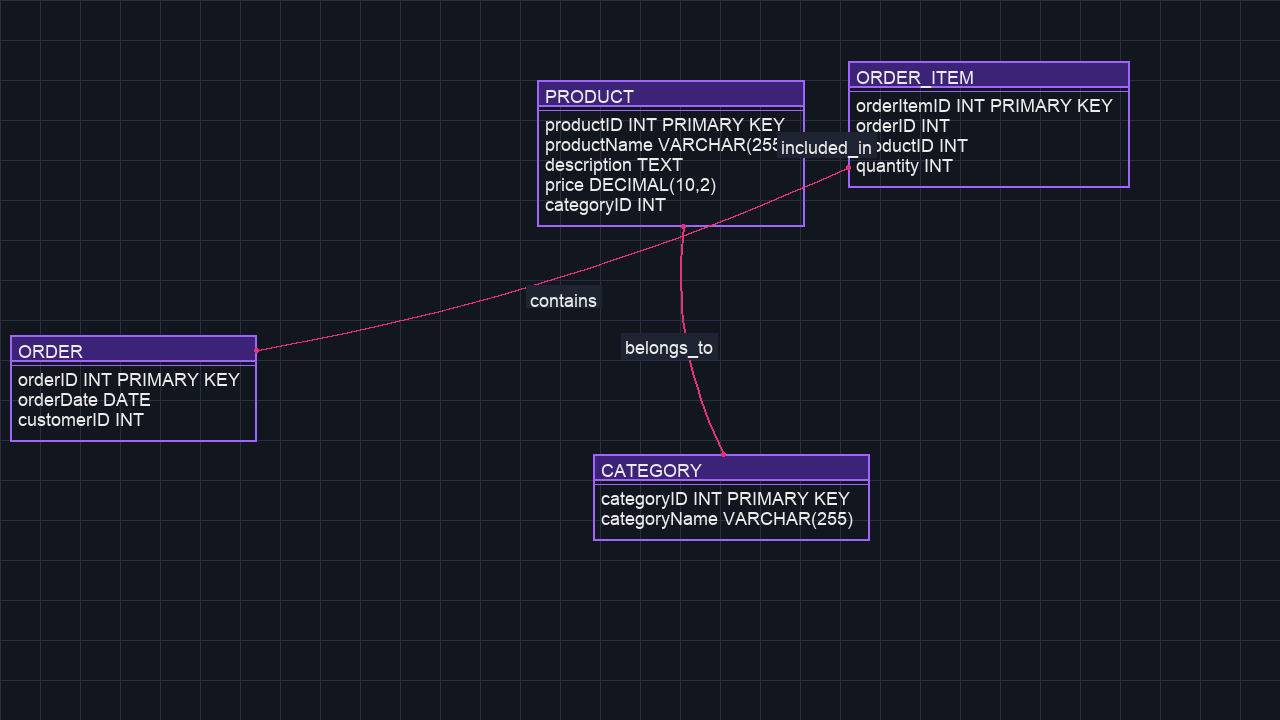 PRODUCT
productID INT PRIMARY KEY
productName VARCHAR(255
description TEXT
price DECIMAL(10,2)
categoryID INT
included_in
ORDER_ITEM
orderItemID INT PRIMARY KEY
orderID INT
oductID INT
quantity INT
contains
belongs_to
ORDER
orderID INT PRIMARY KEY
orderDate DATE
customerID INT
CATEGORY
categoryID INT PRIMARY KEY
categoryName VARCHAR(255)